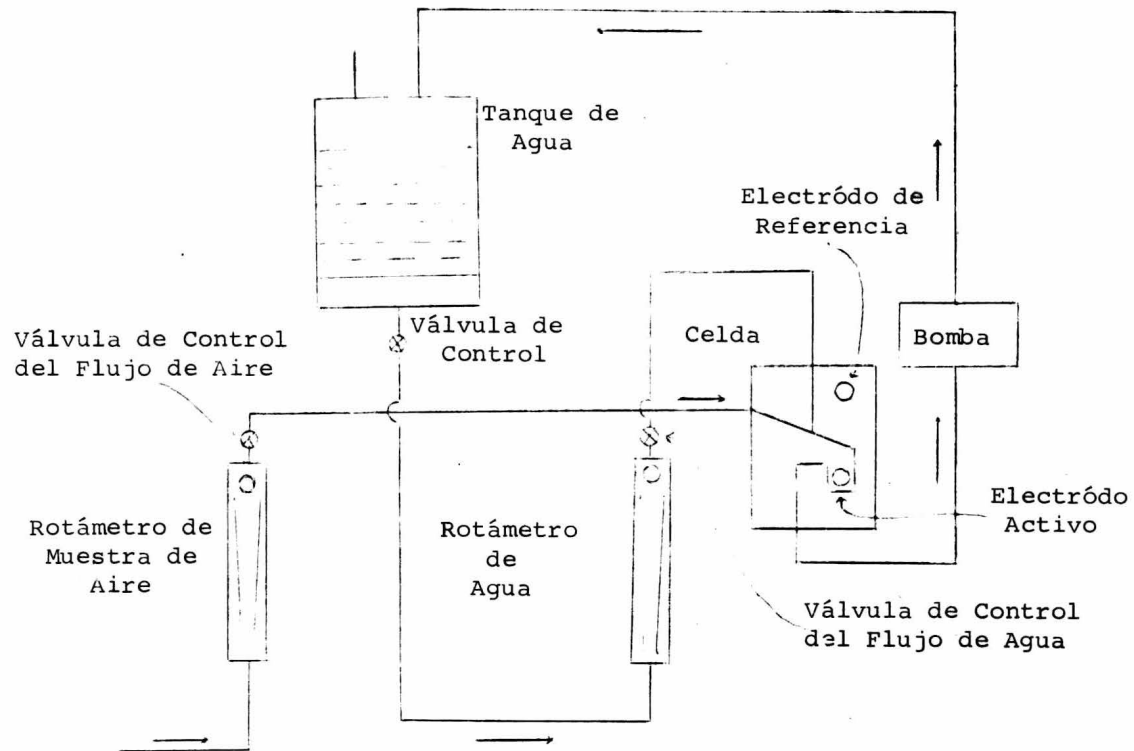 Tanque de
Agua
Electródo de
Referencia
Válvula de Control
del Flujo de Aire
Válvula de
Control
Celda
Bomba
Rotámetro de
Muestra de
Aire
Rotámetro
de
Agua
Electródo
Activo
Válvula de Control
del Flujo de Agua